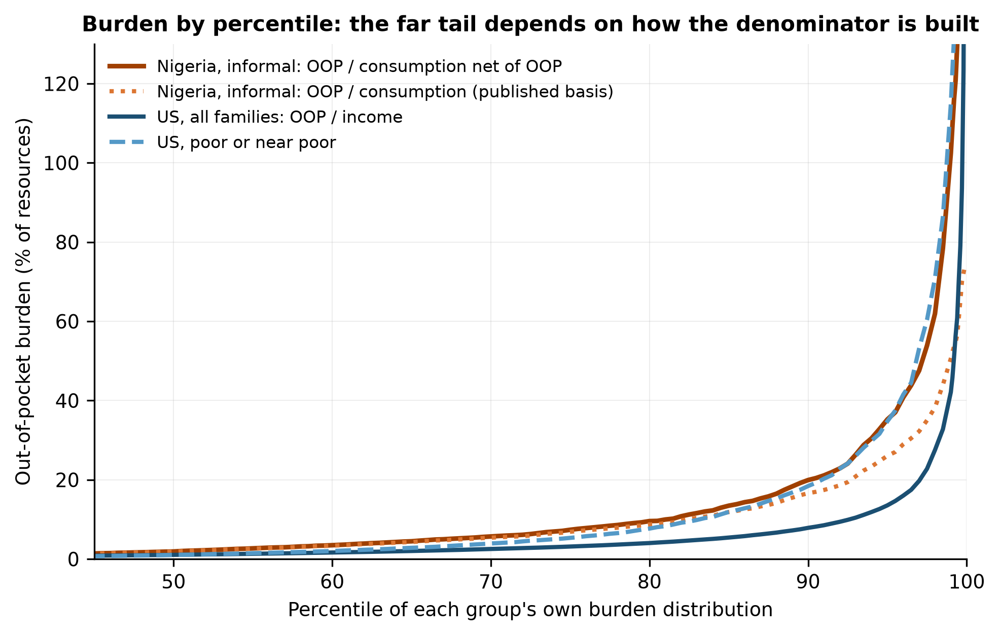 Burden by percentile: the far tail depends on how the denominator is built
Nigeria, informal: OOP / consumption net of OOP
Nigeria, informal: OOP / consumption (published basis)
US, all families: OOP / income
US, poor or near poor
Out-of-pocket burden (% of resources)
120
100
80
60
40
20
0
50 60 70 80 90 100
Percentile of each group's own burden distribution